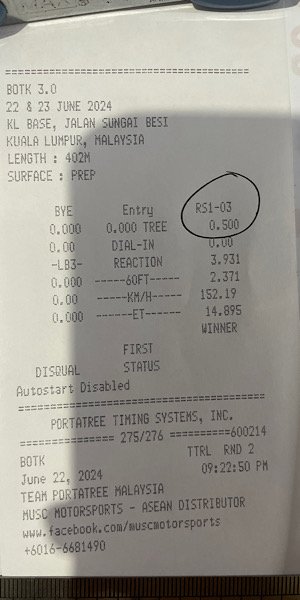 =====================================
BOTK 3.0
22 & 23 JUNE 2024
KL BASE, JALAN SUNGAI BESI
KUALA LUMPUR, MALAYSIA
LENGTH : 402M
SURFACE : PREP
BYE Entry RS1-03
0.000 0.000 TREE 0.500
0.00 DIAL-IN 0.00
-LB3- REACTION 3.931
0.000 -----60FT------ 2.371
0.00 -----KM/H------ 152.19
0.000 ------ET------ 14.895
WINNER
FIRST
DISQUAL STATUS
Autostart Disabled
=====================================
PORTATREE TIMING SYSTEMS, INC.
============== 275/276 ==========600214
BOTK TTRL RND 2
June 22, 2024 09:22:50 PM
TEAM PORTATREE MALAYSIA
MUSC MOTORSPORTS - ASEAN DISTRIBUTOR
www.facebook.com/muscmotorsports
+6016-6681490